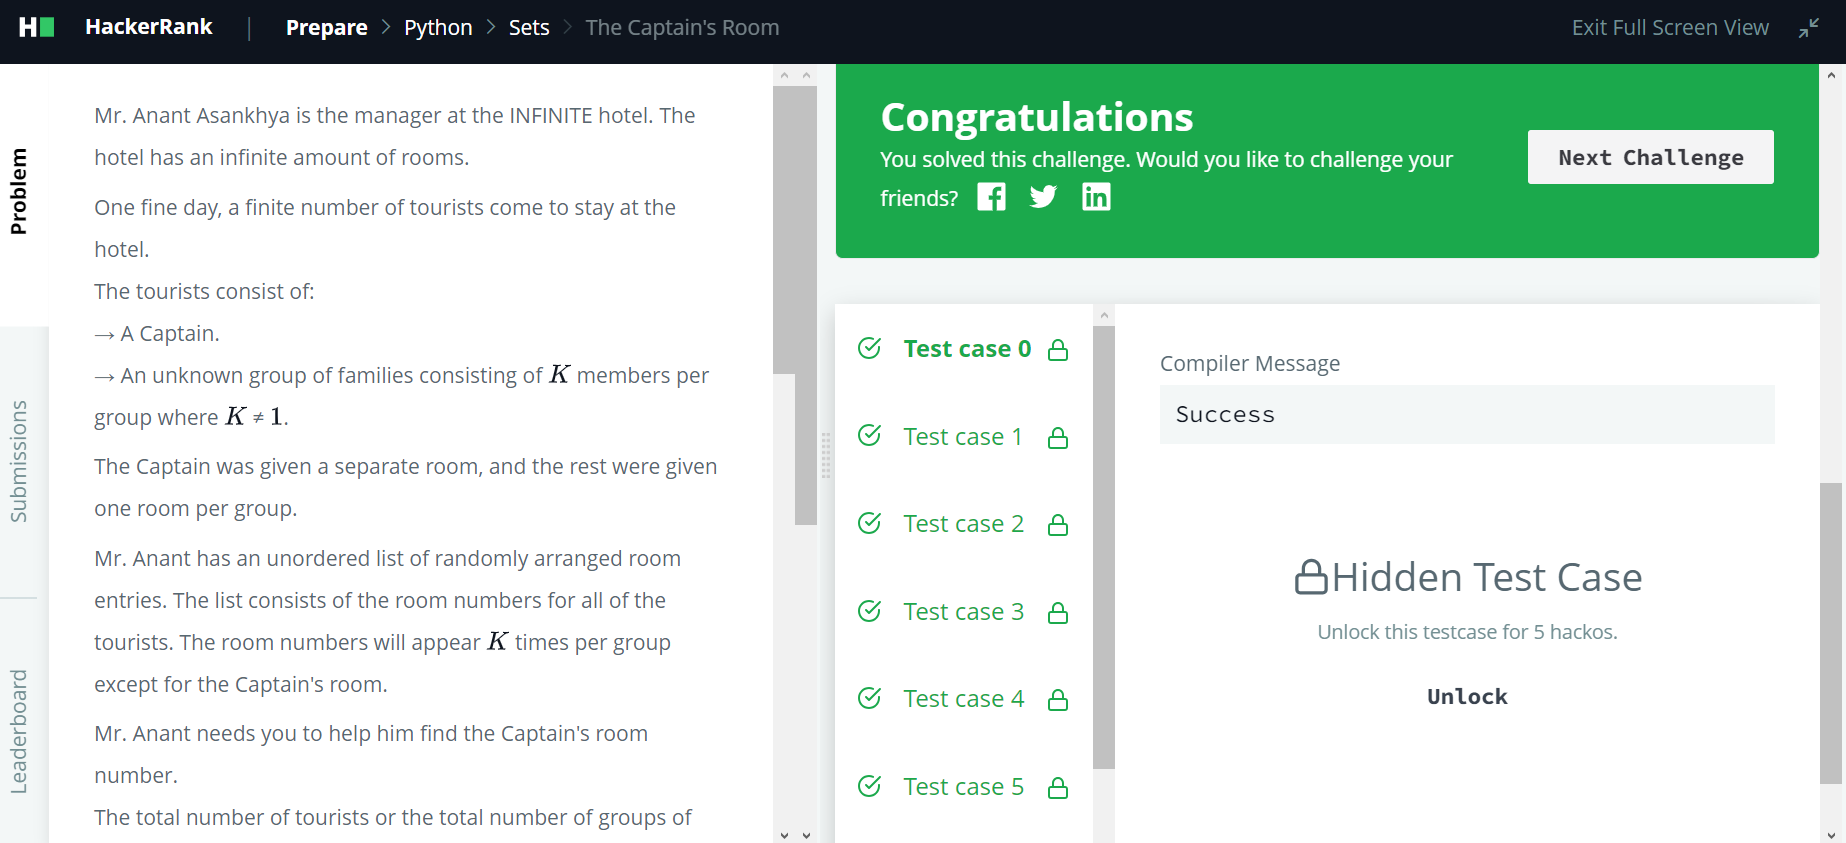 HackerRank | Prepare > Python > Sets > The Captain's Room Exit Full Screen View
Problem
Submissions
Leaderboard
Mr. Anant Asankhya is the manager at the INFINITE hotel. The
hotel has an infinite amount of rooms.
One fine day, a finite number of tourists come to stay at the
hotel.
The tourists consist of:
→ A Captain.
→ An unknown group of families consisting of K members per
group where K ≠ 1.
The Captain was given a separate room, and the rest were given
one room per group.
Mr. Anant has an unordered list of randomly arranged room
entries. The list consists of the room numbers for all of the
tourists. The room numbers will appear K times per group
except for the Captain's room.
Mr. Anant needs you to help him find the Captain's room
number.
The total number of tourists or the total number of groups of
Congratulations
You solved this challenge. Would you like to challenge your
friends?
Next Challenge
Test case 0
Test case 1
Test case 2
Test case 3
Test case 4
Test case 5
Compiler Message
Success
Hidden Test Case
Unlock this testcase for 5 hackos.
Unlock